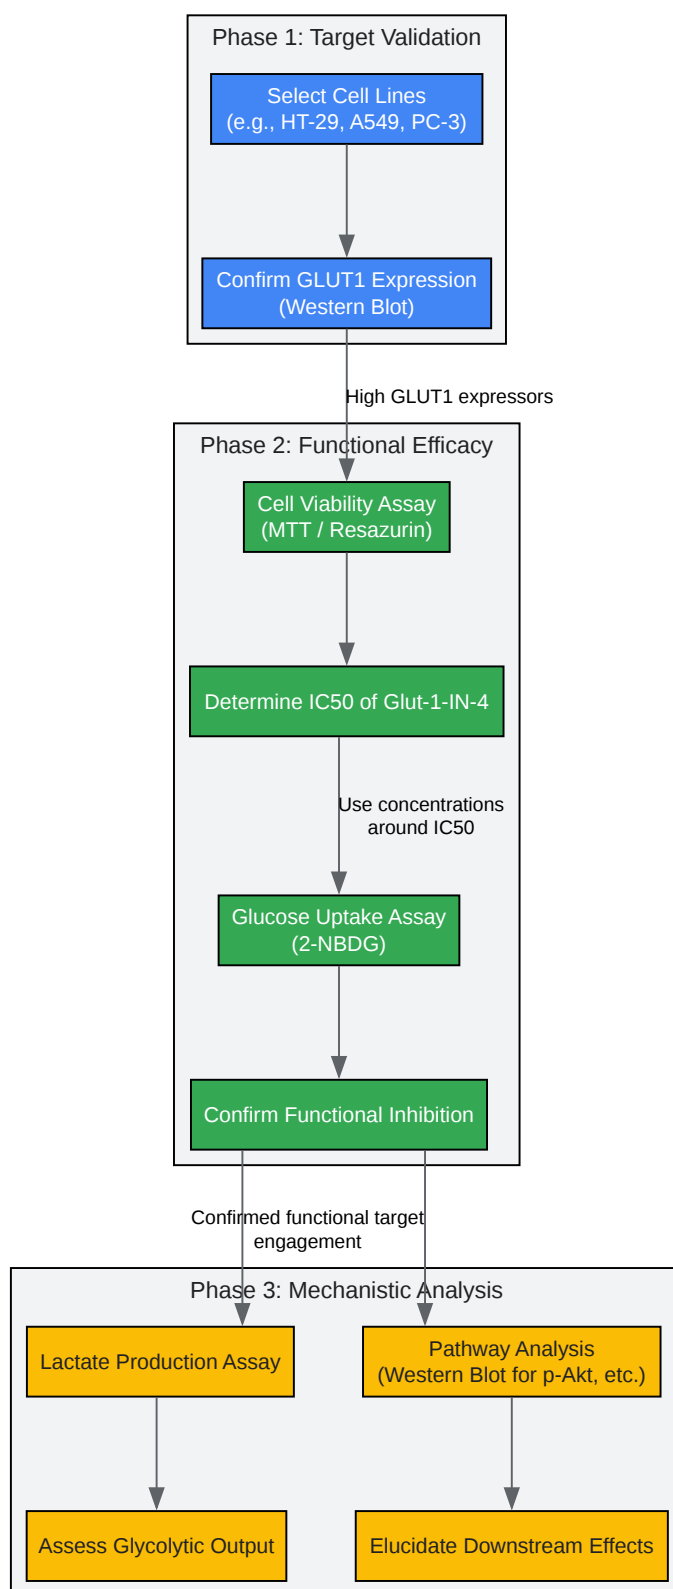 Phase 1: Target Validation
Select Cell Lines
(e.g., HT-29, A549, PC-3)
Confirm GLUT1 Expression
(Western Blot)
High GLUT1 expressors
Phase 2: Functional Efficacy
Cell Viability Assay
(MTT / Resazurin)
Determine IC50 of Glut-1-IN-4
Use concentrations
around IC50
Glucose Uptake Assay
(2-NBDG)
Confirm Functional Inhibition
Confirmed functional target
engagement
Phase 3: Mechanistic Analysis
Lactate Production Assay
Pathway Analysis
(Western Blot for p-Akt, etc.)
Assess Glycolytic Output
Elucidate Downstream Effects